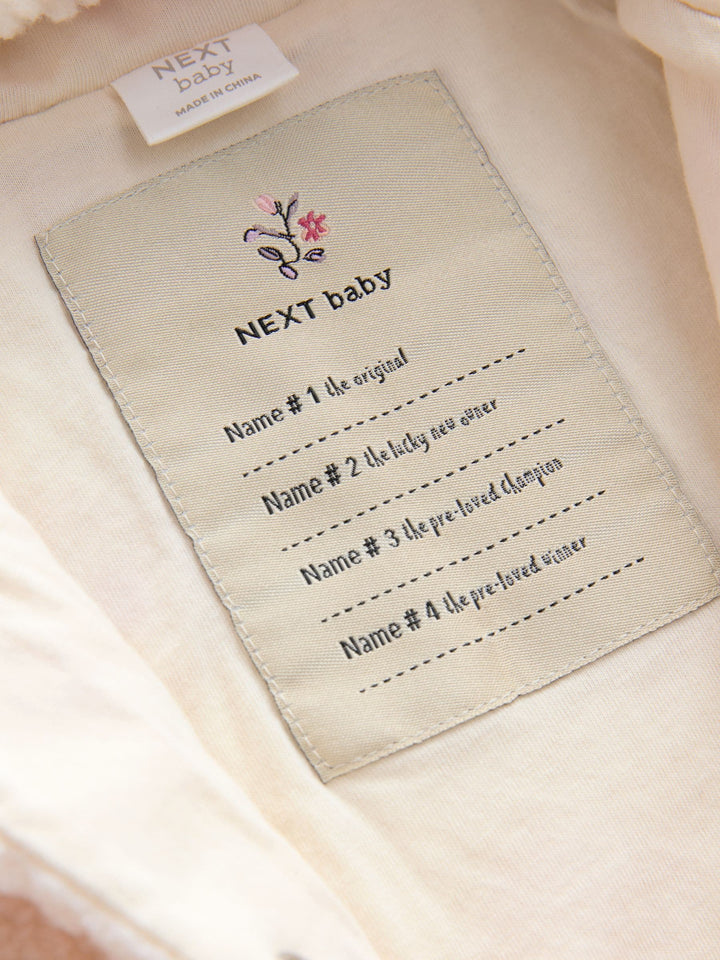 NEXT
baby
MADE IN CHINA
NEXT baby
Name # 1 the original
Name # 2 the lucky new owner
Name # 3 the pre-loved champion
Name # 4 the pre-loved winner